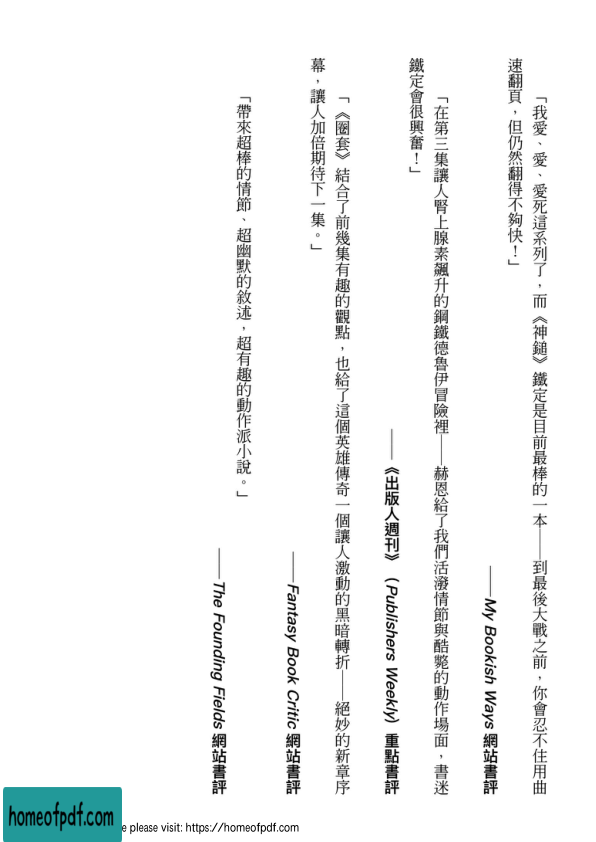 「我愛、愛、愛死這系列了，而《神鎚》鐵定是目前最棒的一本——到最後大戰之前，你會忍不住用曲
速翻頁，但仍然翻得不夠快！」
——My Bookish Ways 網站書評
「在第三集讓人腎上腺素飆升的鋼鐵德魯伊冒險裡——赫恩給了我們活潑情節與酷斃的動作場面，書迷
鐵定會很興奮！」
——《出版人週刊》（Publishers Weekly）重點書評
「《圈套》結合了前幾集有趣的觀點，也給了這個英雄傳奇一個讓人激動的黑暗轉折——絕妙的新章序
幕，讓人加倍期待下一集。」
——Fantasy Book Critic 網站書評
「帶來超棒的情節、超幽默的敘述，超有趣的動作派小說。」
——The Founding Fields 網站書評
homeofpdf.com
e please visit: https://homeofpdf.com